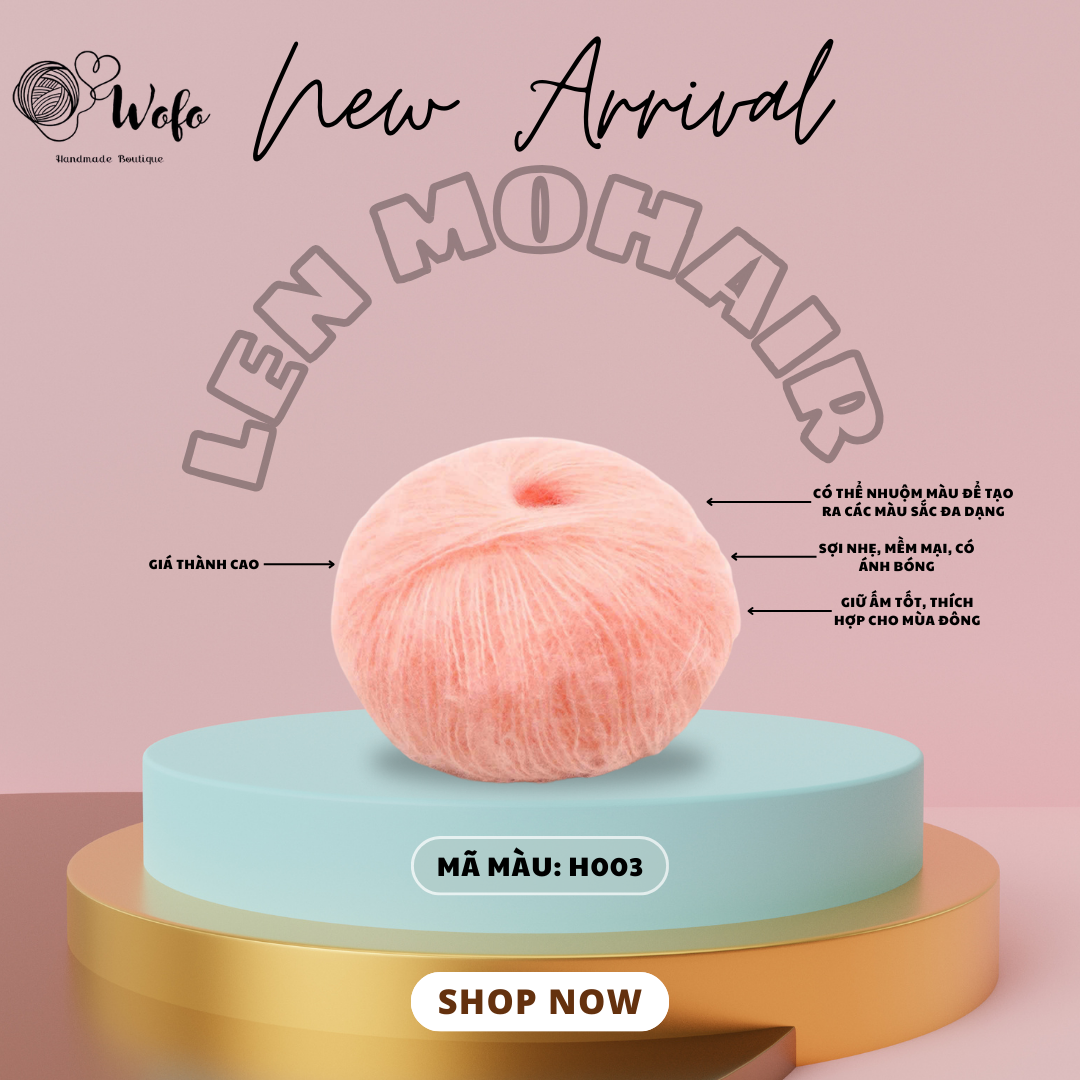 Wofo
Handmade Boutique
New Arrival
LEN MOHAIR
GIÁ THÀNH CAO
CÓ THỂ NHUỘM MÀU ĐỂ TẠO
RA CÁC MÀU SẮC ĐA DẠNG
SỢI NHẸ, MỀM MẠI, CÓ
ÁNH BÓNG
GIỮ ẤM TỐT, THÍCH
HỢP CHO MÙA ĐÔNG
MÃ MÀU: H003
SHOP NOW